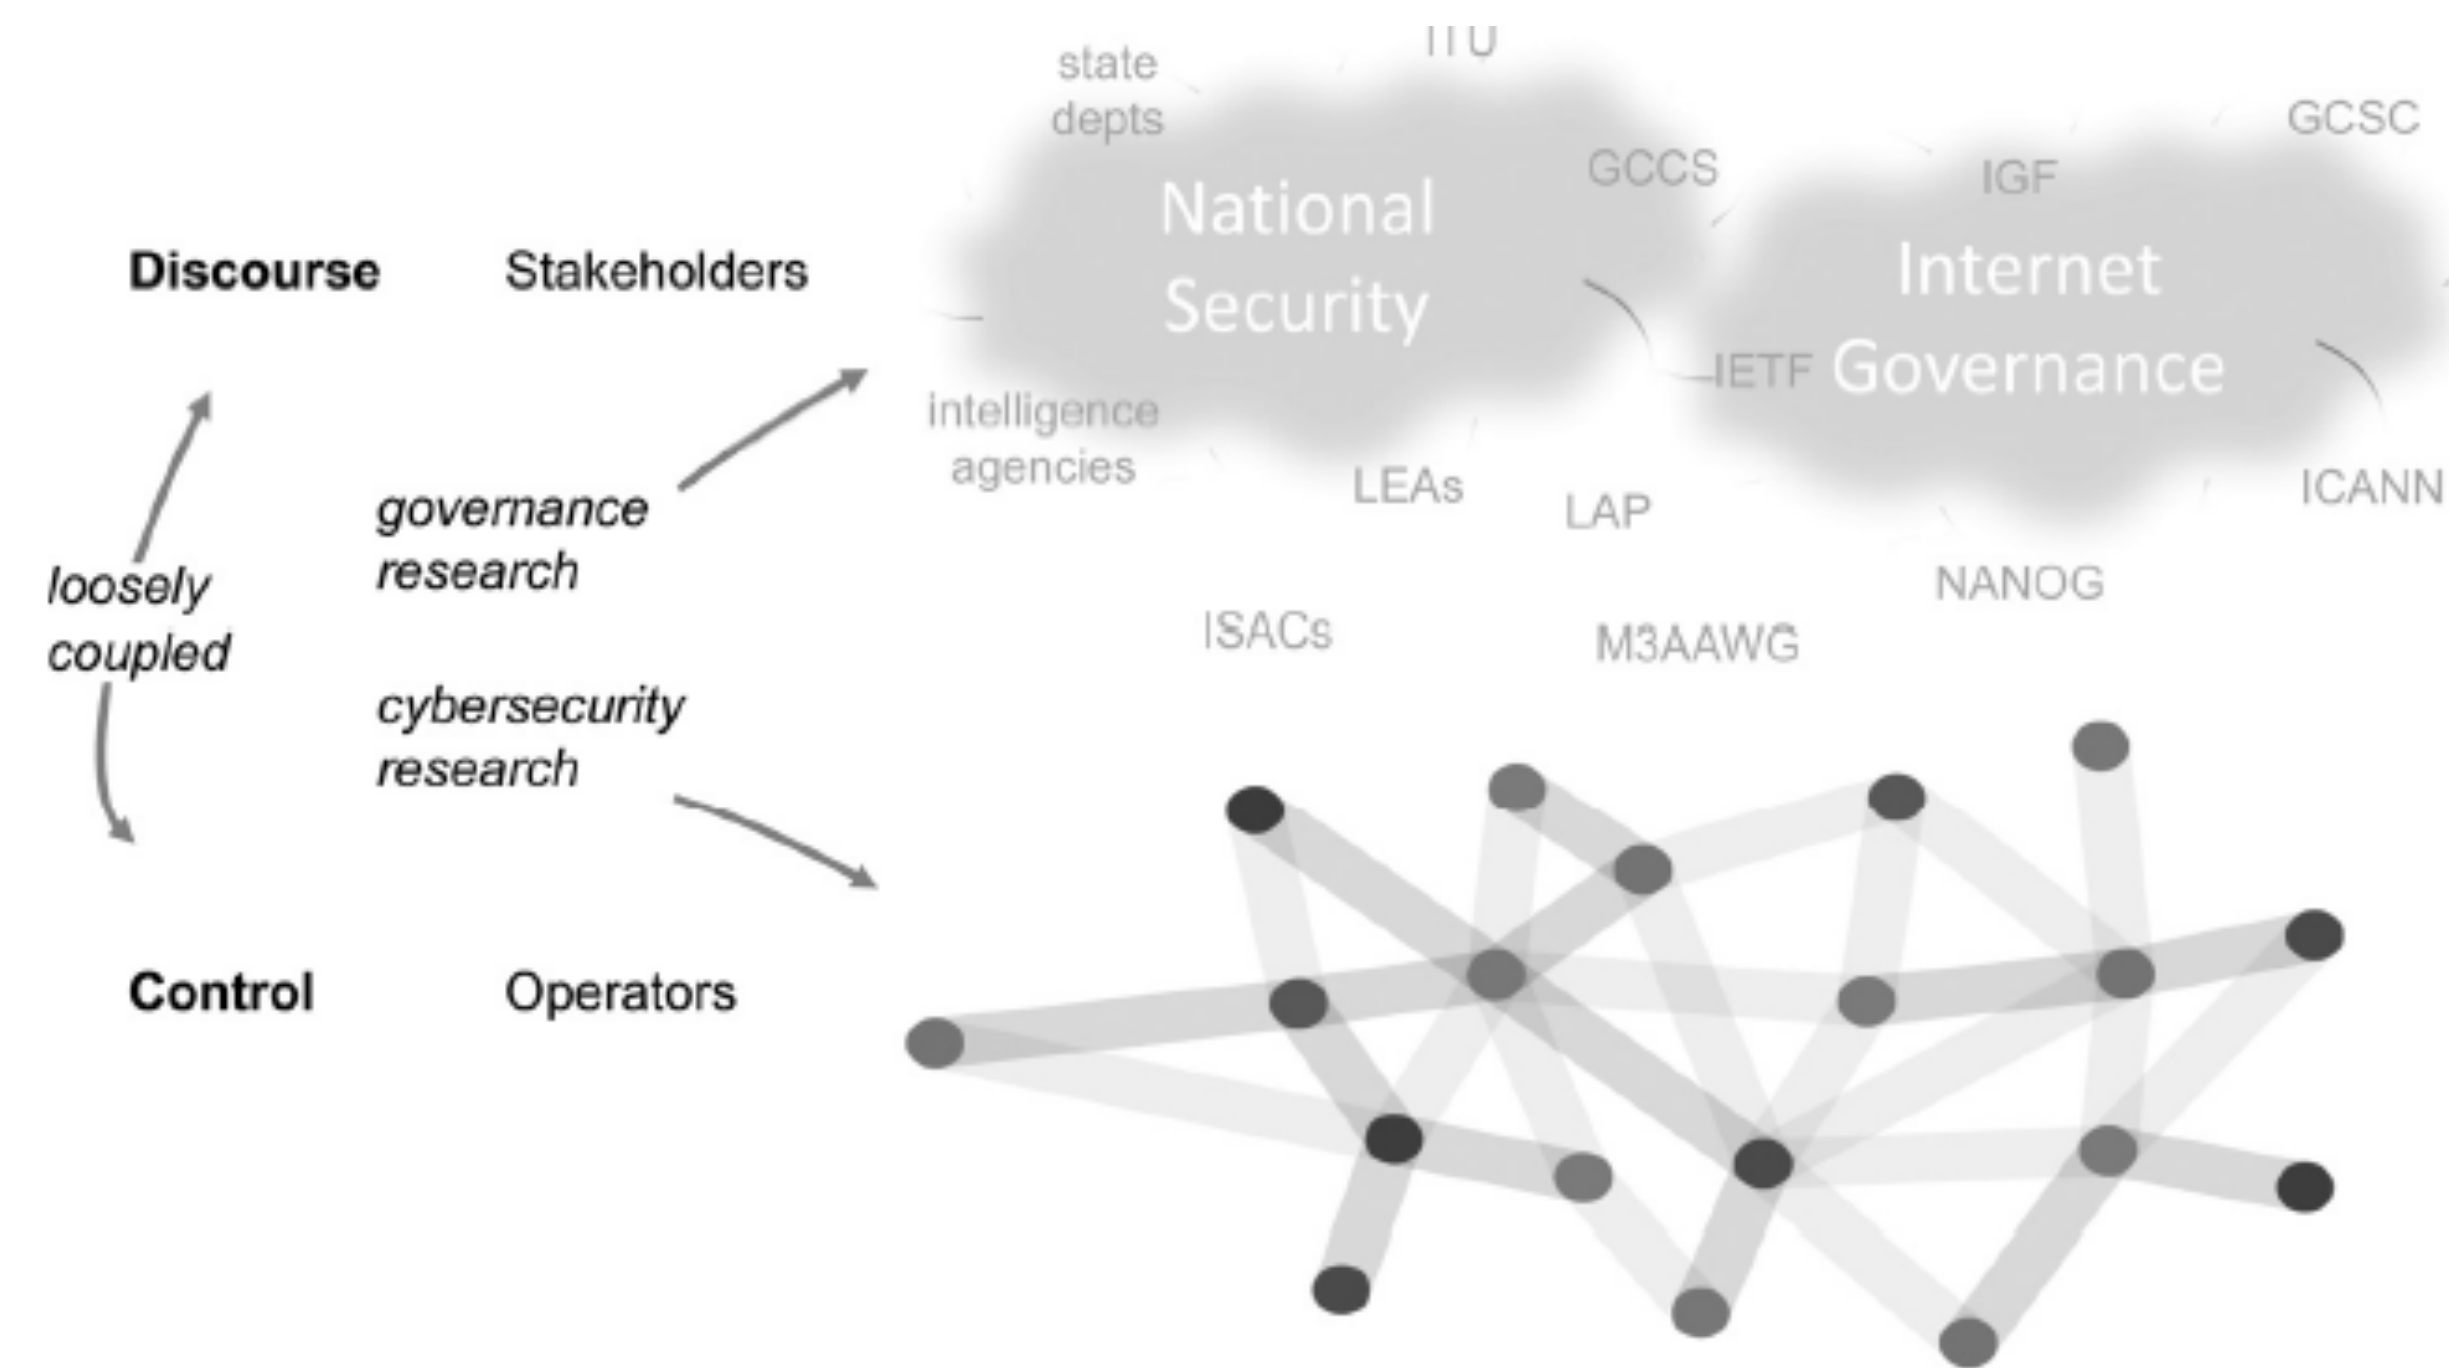 ITU
state
depts
GCSC
GCCS
IGF
National
Security
Internet
Governance
Discourse
Stakeholders
IETF
intelligence
agencies
LEAs
LAP
ICANN
governance
research
loosely
coupled
NANOG
ISACs
M3AAWG
cybersecurity
research
Control
Operators